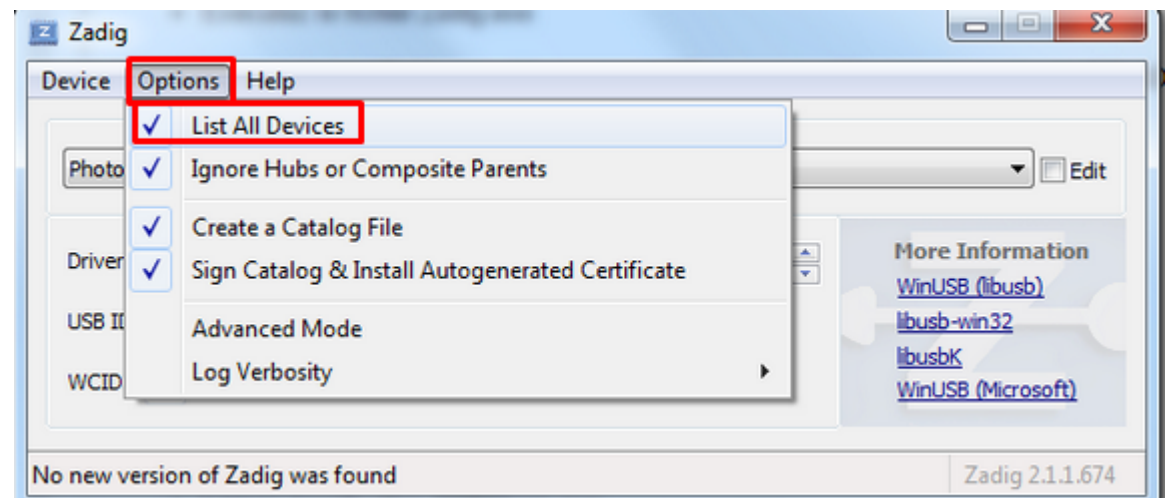 Zadig
Device Options Help
List All Devices
Photo
Ignore Hubs or Composite Parents
Edit
Create a Catalog File
Driver
Sign Catalog & Install Autogenerated Certificate
More Information
WinUSB (libusb)
USB
Advanced Mode
libusb-win32
Log Verbosity
libusbK
WCID
WinUSB (Microsoft)
No new version of Zadig was found
Zadig 2.1.1.674